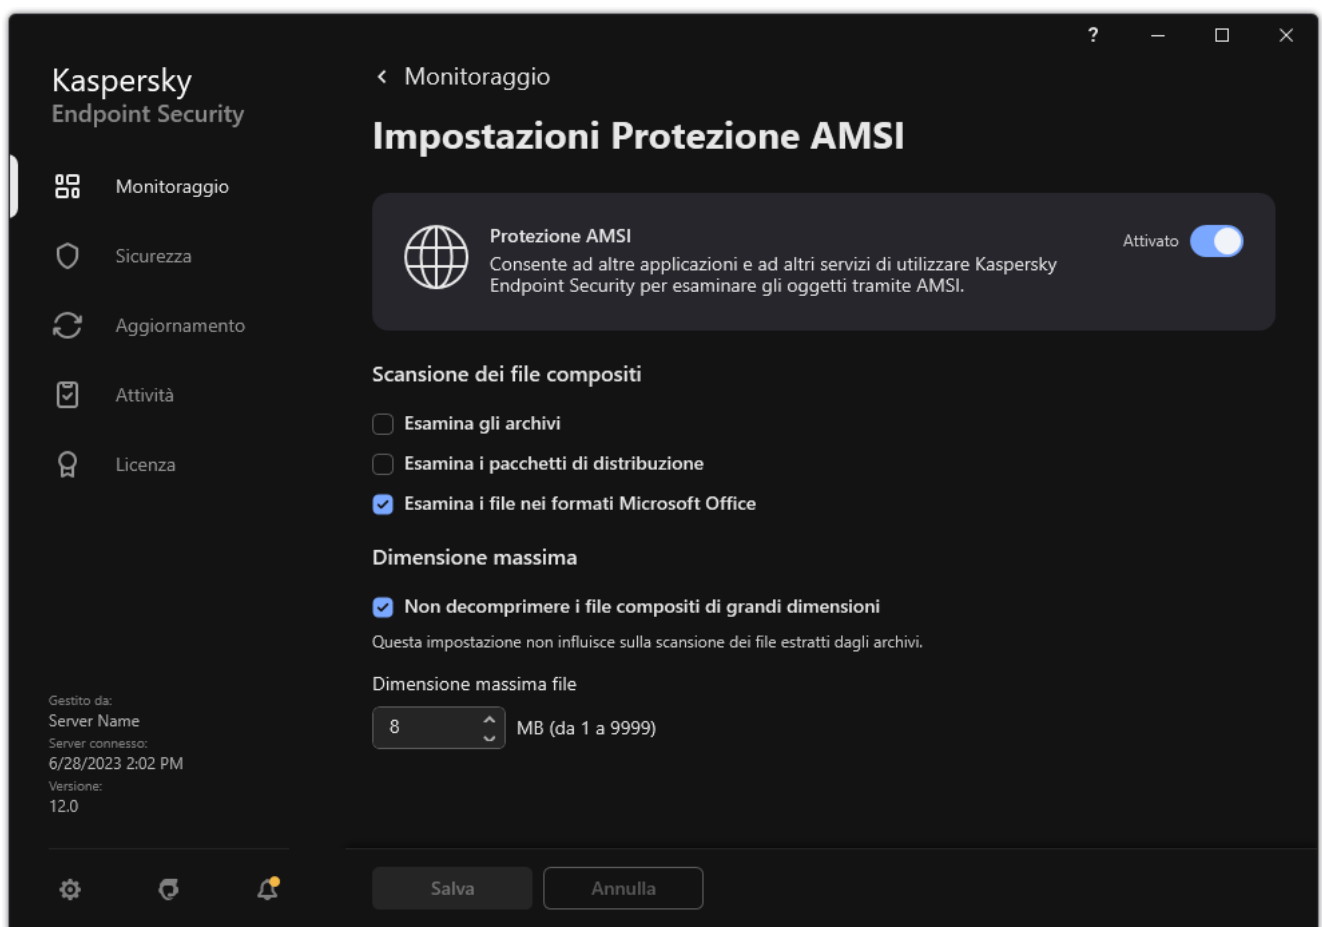 ?
Kaspersky
Endpoint Security
Monitoraggio
Sicurezza
Aggiornamento
Attività
Licenza
Gestito da:
Server Name
Server connesso:
6/28/2023 2:02 PM
Versione:
12.0
Monitoraggio
Impostazioni Protezione AMSI
Protezione AMSI
Attivato
Consente ad altre applicazioni e ad altri servizi di utilizzare Kaspersky
Endpoint Security per esaminare gli oggetti tramite AMSI.
Scansione dei file compositi
Esamina gli archivi
Esamina i pacchetti di distribuzione
Esamina i file nei formati Microsoft Office
Dimensione massima
Non decomprimere i file compositi di grandi dimensioni
Questa impostazione non influisce sulla scansione dei file estratti dagli archivi.
Dimensione massima file
8 MB (da 1 a 9999)
Salva Annulla